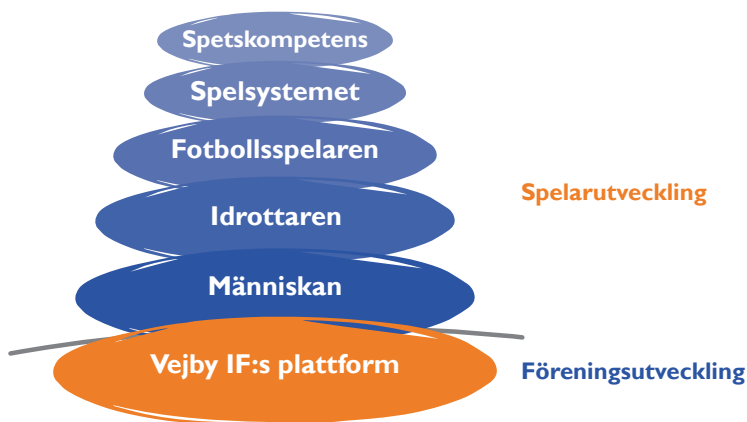 Spetskompetens
Spelsystemet
Fotbollsspelaren
Spelarutveckling
Idrottaren
Människan
Vejby IF:s plattform
Föreningsutveckling